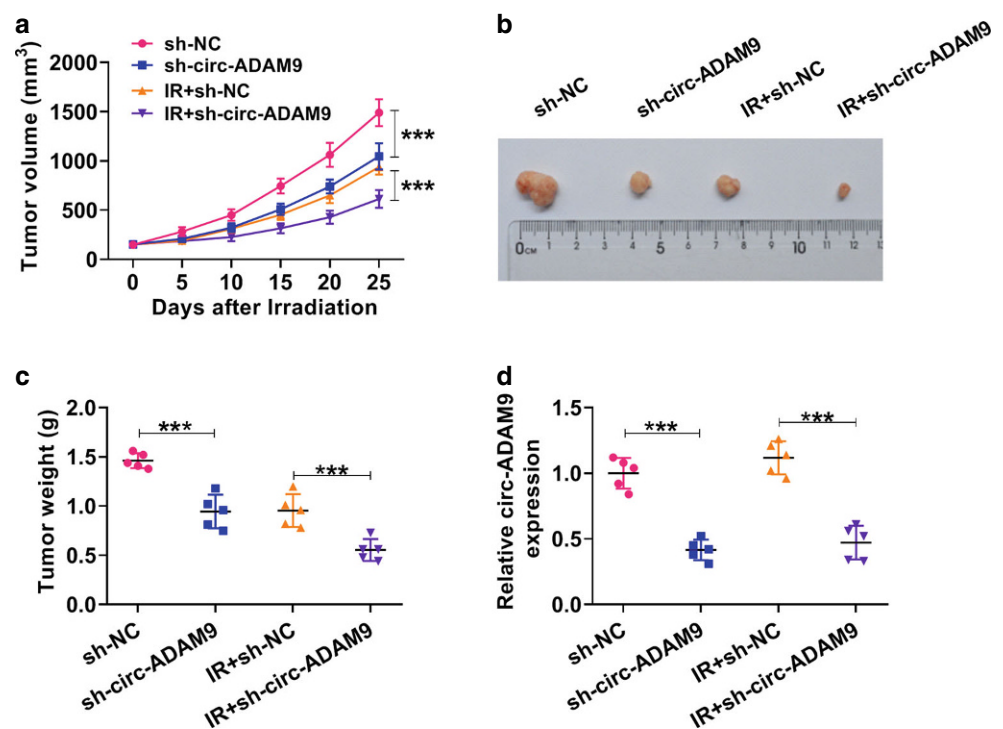 a
sh-NC
sh-circ-ADAM9
IR+sh-NC
IR+sh-circ-ADAM9
Tumor volume (mm³)
2000
1500
1000
500
0
***
***
0 5 10 15 20 25
Days after Irradiation
b
sh-NC sh-circ-ADAM9 IR+sh-NC IR+sh-circ-ADAM9
0CM 1 2 3 4 5 6 7 8 9 10 11 12
c
Tumor weight (g)
2.0
1.5
1.0
0.5
0.0
***
***
sh-NC
sh-circ-ADAM9
IR+sh-NC
IR+sh-circ-ADAM9
d
Relative circ-ADAM9
expression
1.5
1.0
0.5
0.0
***
***
sh-NC
sh-circ-ADAM9
IR+sh-NC
IR+sh-circ-ADAM9